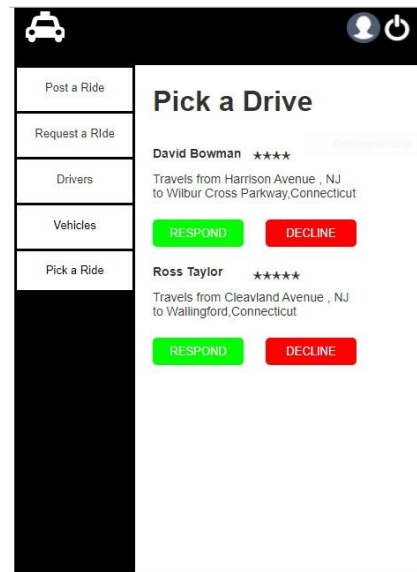 Post a Ride
Request a RIde
Drivers
Vehicles
Pick a Ride
Pick a Drive
David Bowman ★★★★
Travels from Harrison Avenue , NJ
to Wilbur Cross Parkway,Connecticut
RESPOND DECLINE
Ross Taylor ★★★★★
Travels from Cleavland Avenue , NJ
to Wallingford,Connecticut
RESPOND DECLINE